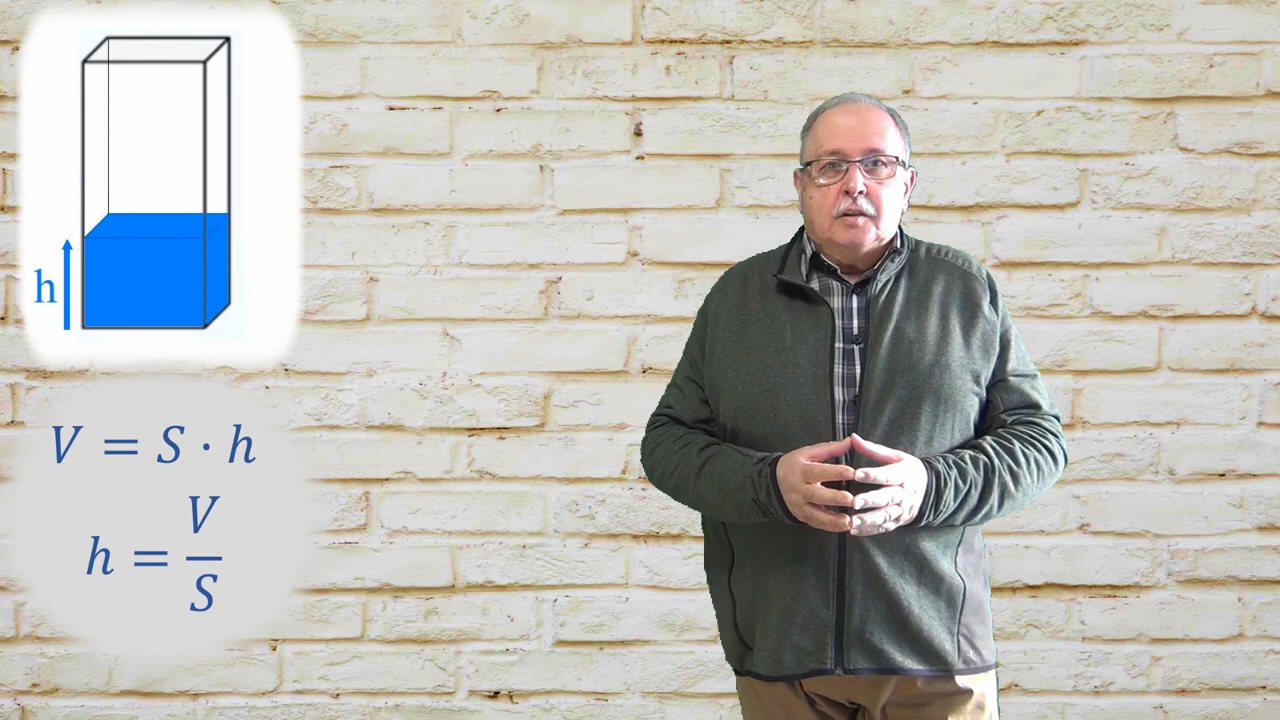 h
V = S · h
h = V/S